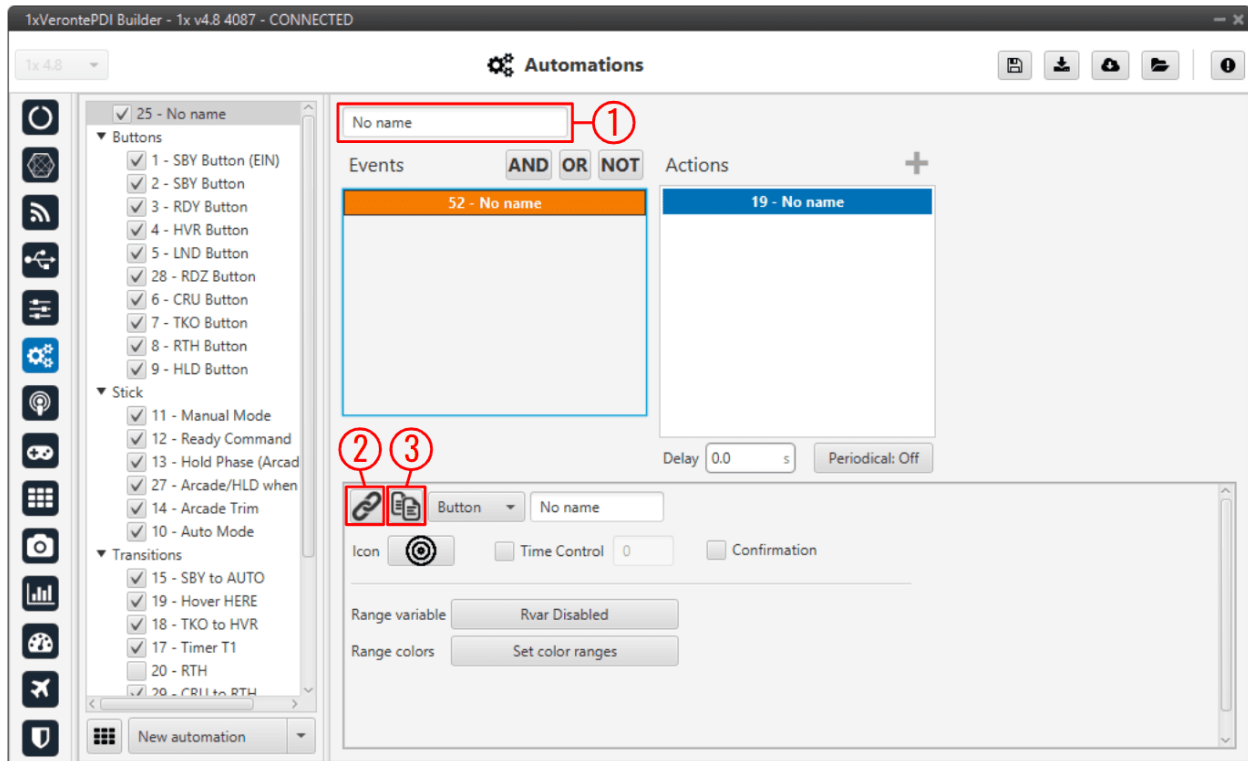 1xVerontePDI Builder - 1x v4.8 4087 - CONNECTED
1x 4.8
Automations
25 - No name
Buttons
1 - SBY Button (EIN)
2 - SBY Button
3 - RDY Button
4 - HVR Button
5 - LND Button
28 - RDZ Button
6 - CRU Button
7 - TKO Button
8 - RTH Button
9 - HLD Button
Stick
11 - Manual Mode
12 - Ready Command
13 - Hold Phase (Arcad
27 - Arcade/HLD when
14 - Arcade Trim
10 - Auto Mode
Transitions
15 - SBY to AUTO
19 - Hover HERE
18 - TKO to HVR
17 - Timer T1
20 - RTH
29 - CRU to RTH
New automation
No name
1
Events AND OR NOT
52 - No name
Actions
19 - No name
Delay 0.0 s Periodical: Off
2 3
Button No name
Icon Time Control 0 Confirmation
Range variable Rvar Disabled
Range colors Set color ranges